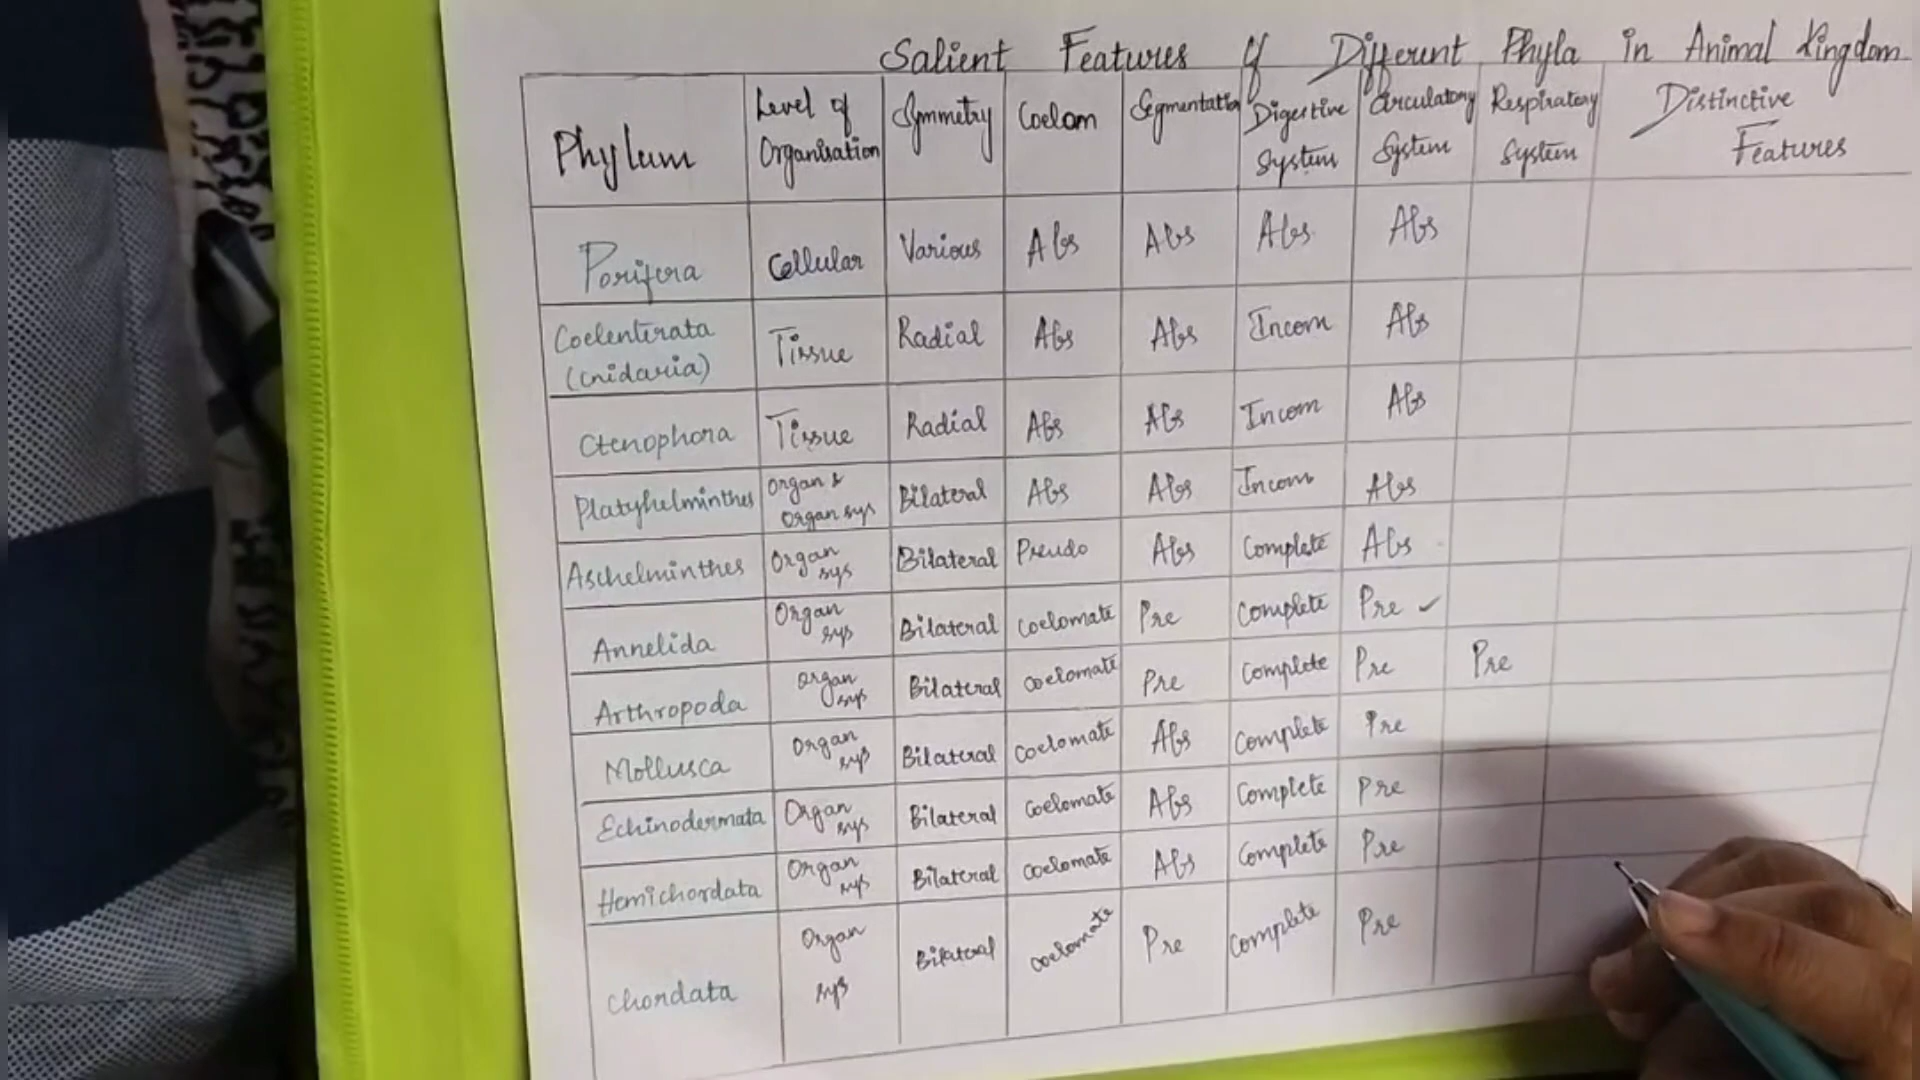 Salient Features of Different Phyla in Animal Kingdom
Phylum Level of Organisation Symmetry Coelom Segmentation Digestive System Circulatory System Respiratory System Distinctive Features
Porifera Cellular Various Abs Abs Abs Abs
Coelenterata (Cnidaria) Tissue Radial Abs Abs Incom Abs
Ctenophora Tissue Radial Abs Abs Incom Abs
Platyhelminthes Organ & Organ sys Bilateral Abs Abs Incom Abs
Aschelminthes Organ sys Bilateral Pseudo Abs Complete Abs
Annelida Organ sys Bilateral Coelomate Pre Complete Pre ✓
Arthropoda Organ sys Bilateral Coelomate Pre Complete Pre Pre
Mollusca Organ sys Bilateral Coelomate Abs Complete Pre
Echinodermata Organ sys Bilateral Coelomate Abs Complete Pre
Hemichordata Organ sys Bilateral Coelomate Abs Complete Pre
Chordata Organ sys Bilateral Coelomate Pre Complete Pre